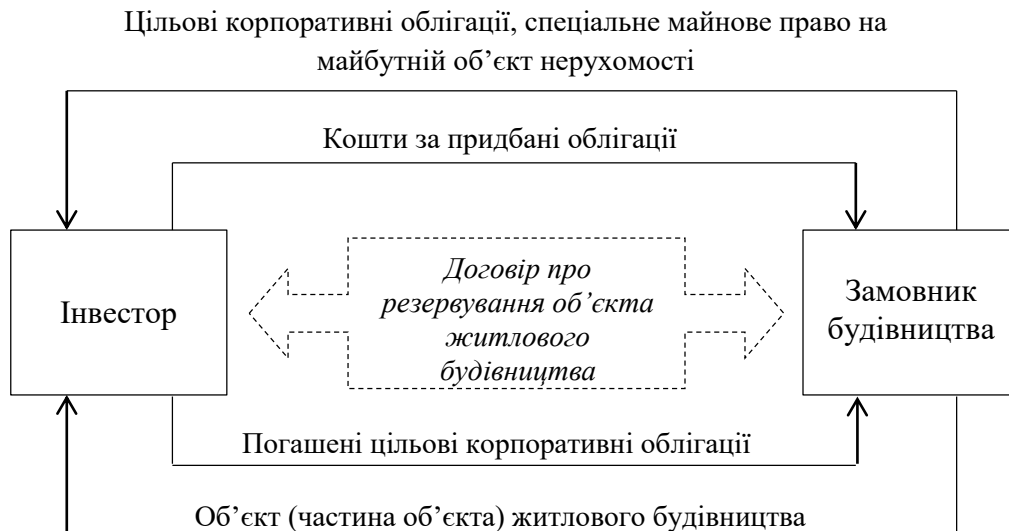 Цільові корпоративні облігації, спеціальне майнове право на
майбутній об’єкт нерухомості
Кошти за придбані облігації
Інвестор
Договір про
резервування об’єкта
житлового
будівництва
Замовник
будівництва
Погашені цільові корпоративні облігації
Об’єкт (частина об’єкта) житлового будівництва